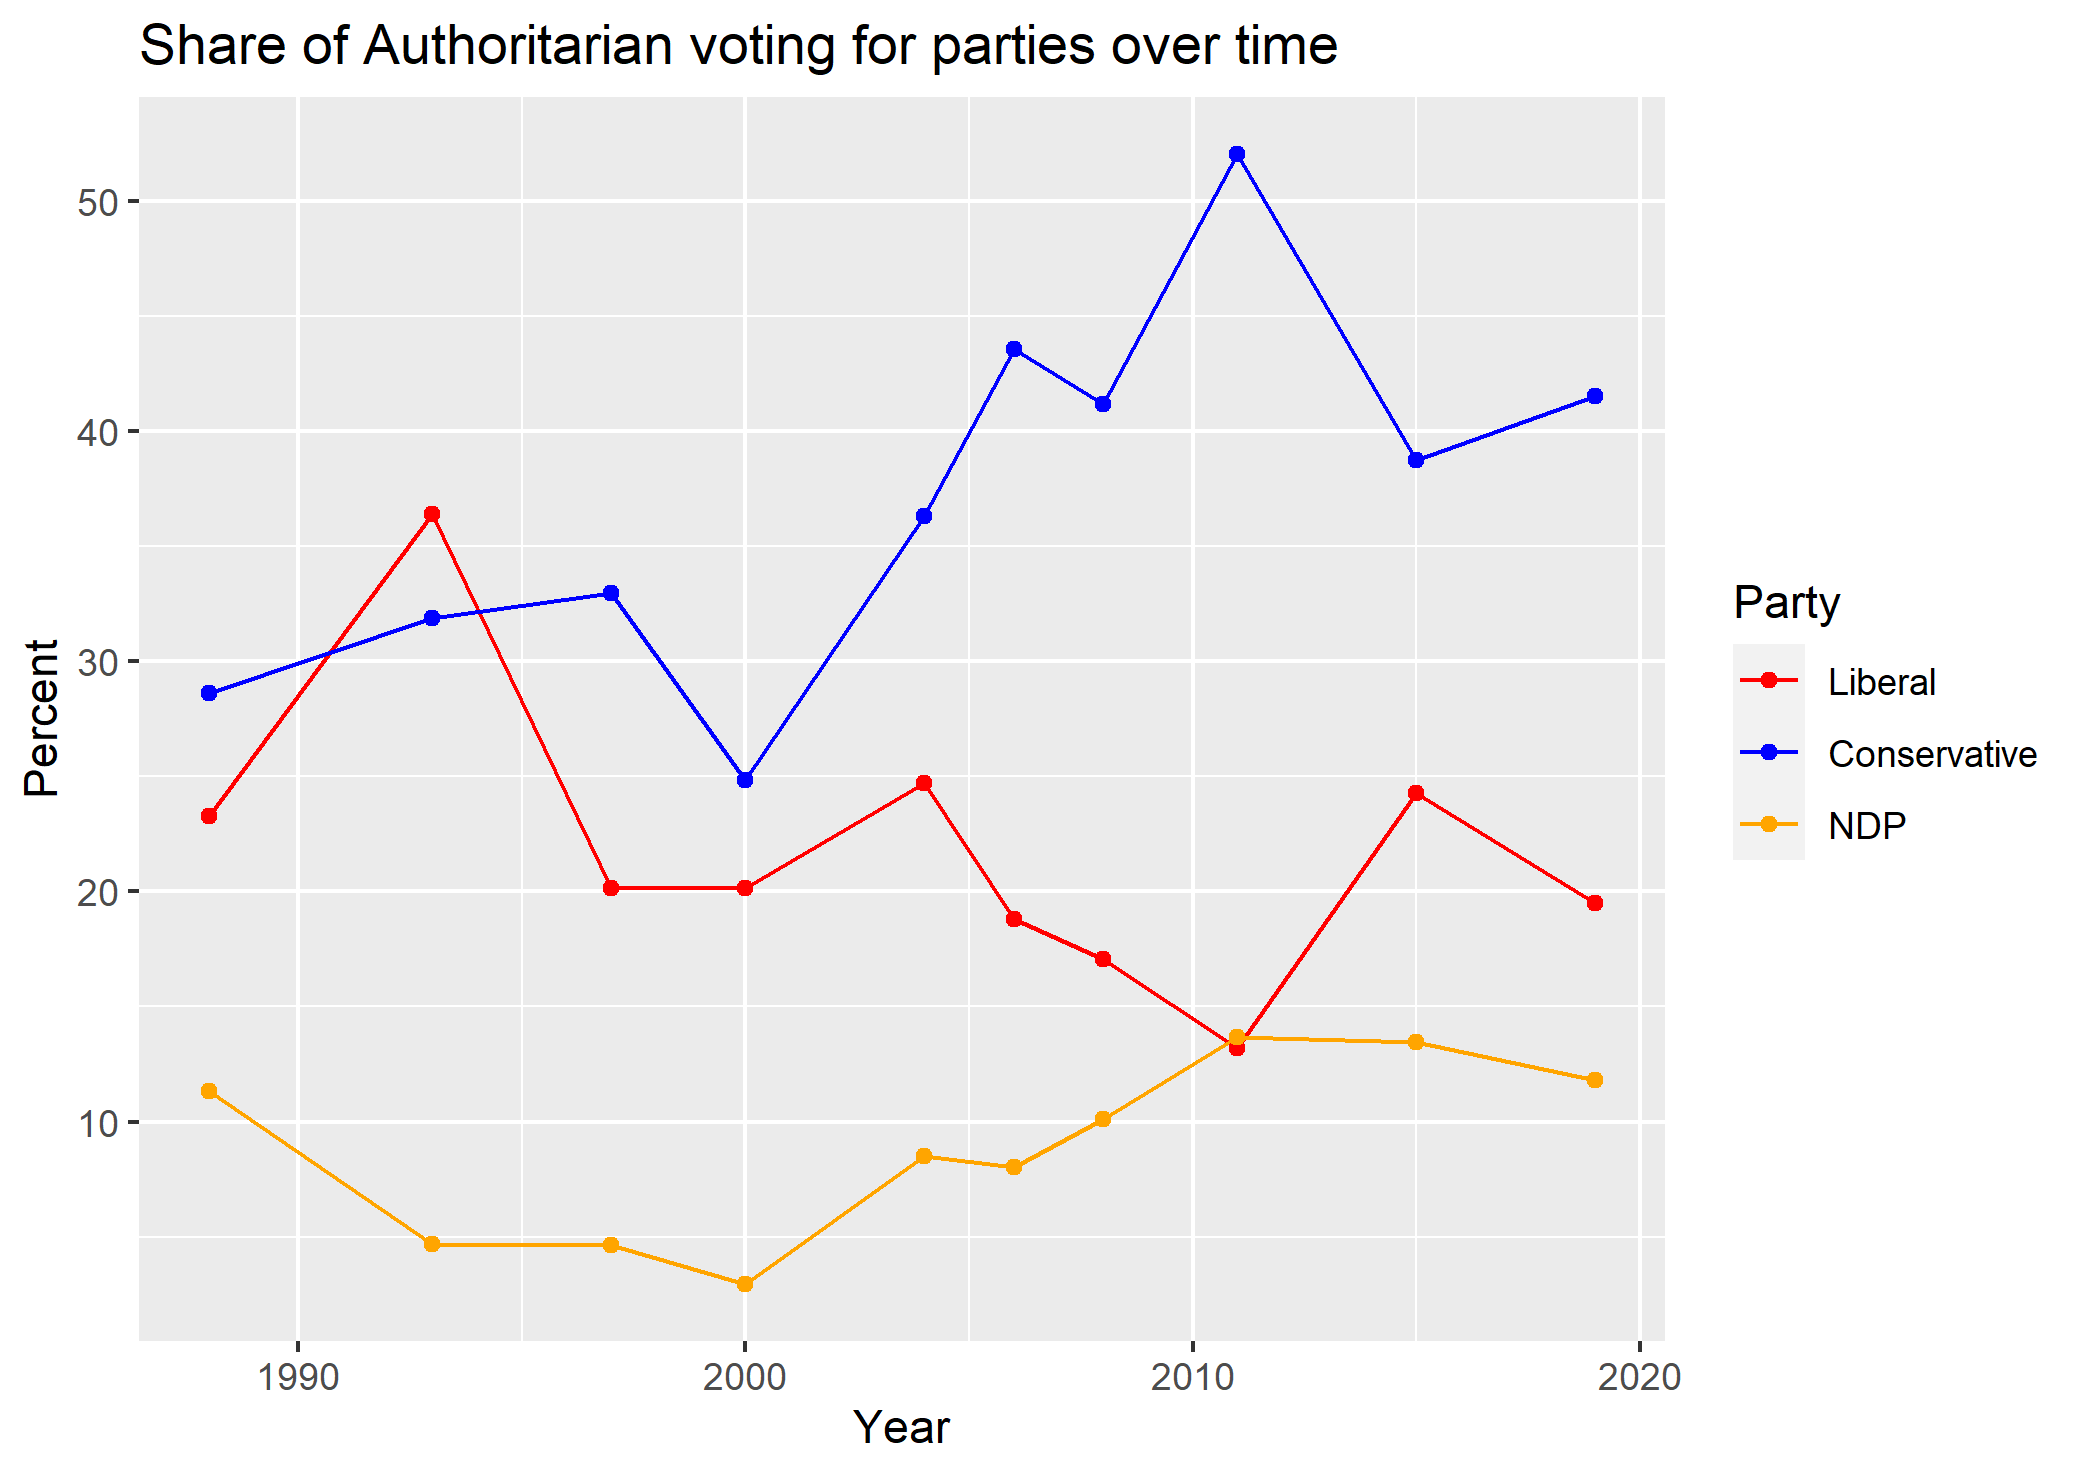 Share of Authoritarian voting for parties over time
50
40
30
20
10
Percent
1990
2000
2010
2020
Year
Party
Liberal
Conservative
NDP